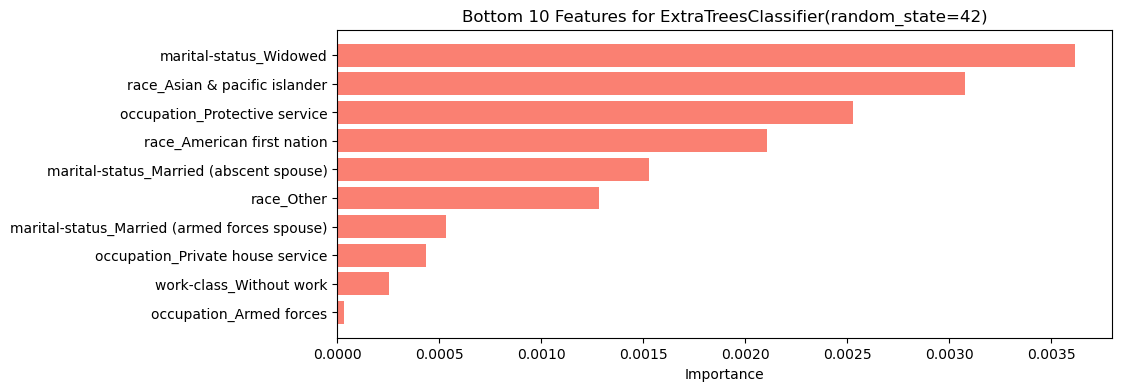 Bottom 10 Features for ExtraTreesClassifier(random_state=42)
marital-status_Widowed
race_Asian & pacific islander
occupation_Protective service
race_American first nation
marital-status_Married (abscent spouse)
race_Other
marital-status_Married (armed forces spouse)
occupation_Private house service
work-class_Without work
occupation_Armed forces
0.0000 0.0005 0.0010 0.0015 0.0020 0.0025 0.0030 0.0035
Importance